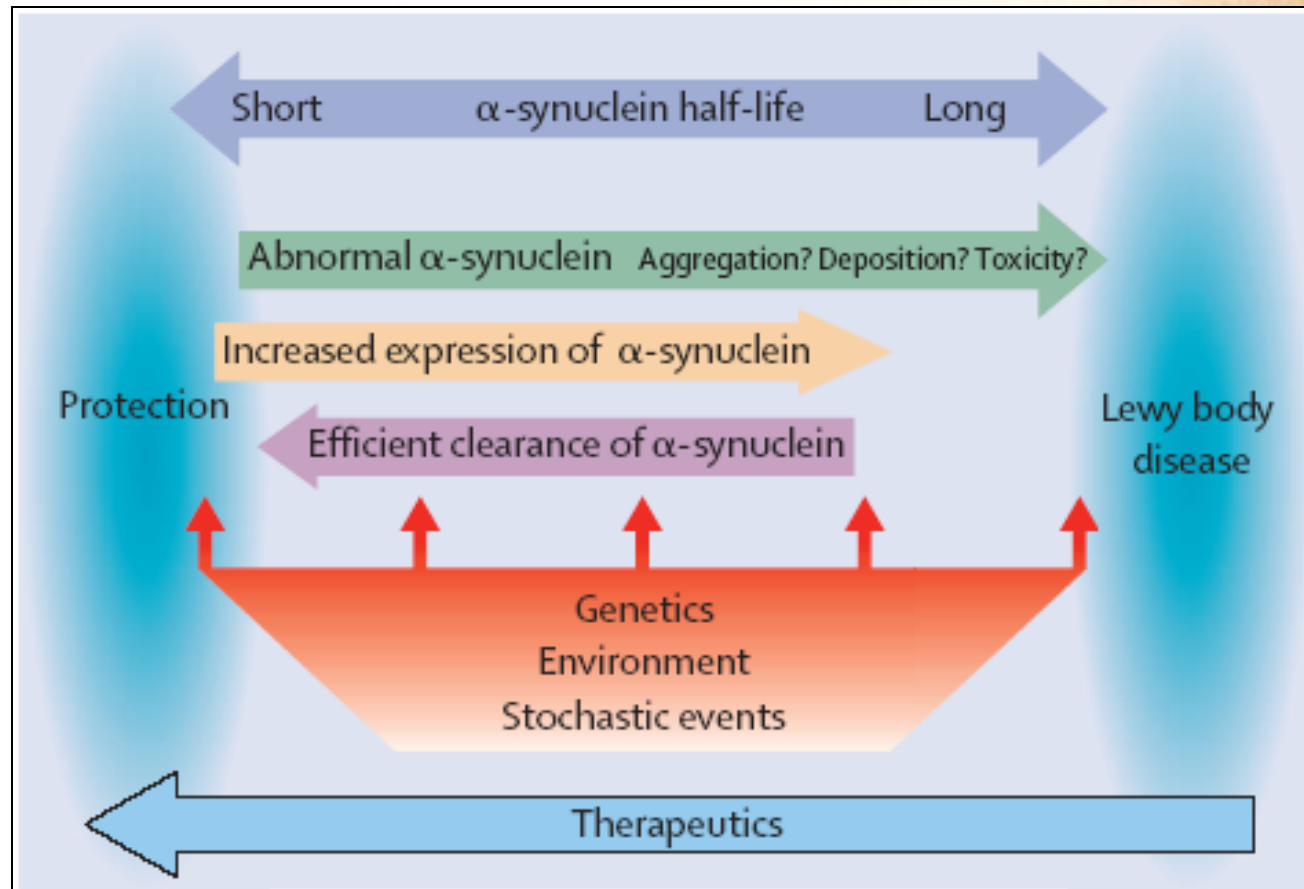 Short α-synuclein half-life Long
Abnormal α-synuclein Aggregation? Deposition? Toxicity?
Increased expression of α-synuclein
Protection
Efficient clearance of α-synuclein
Lewy body
disease
Genetics
Environment
Stochastic events
Therapeutics